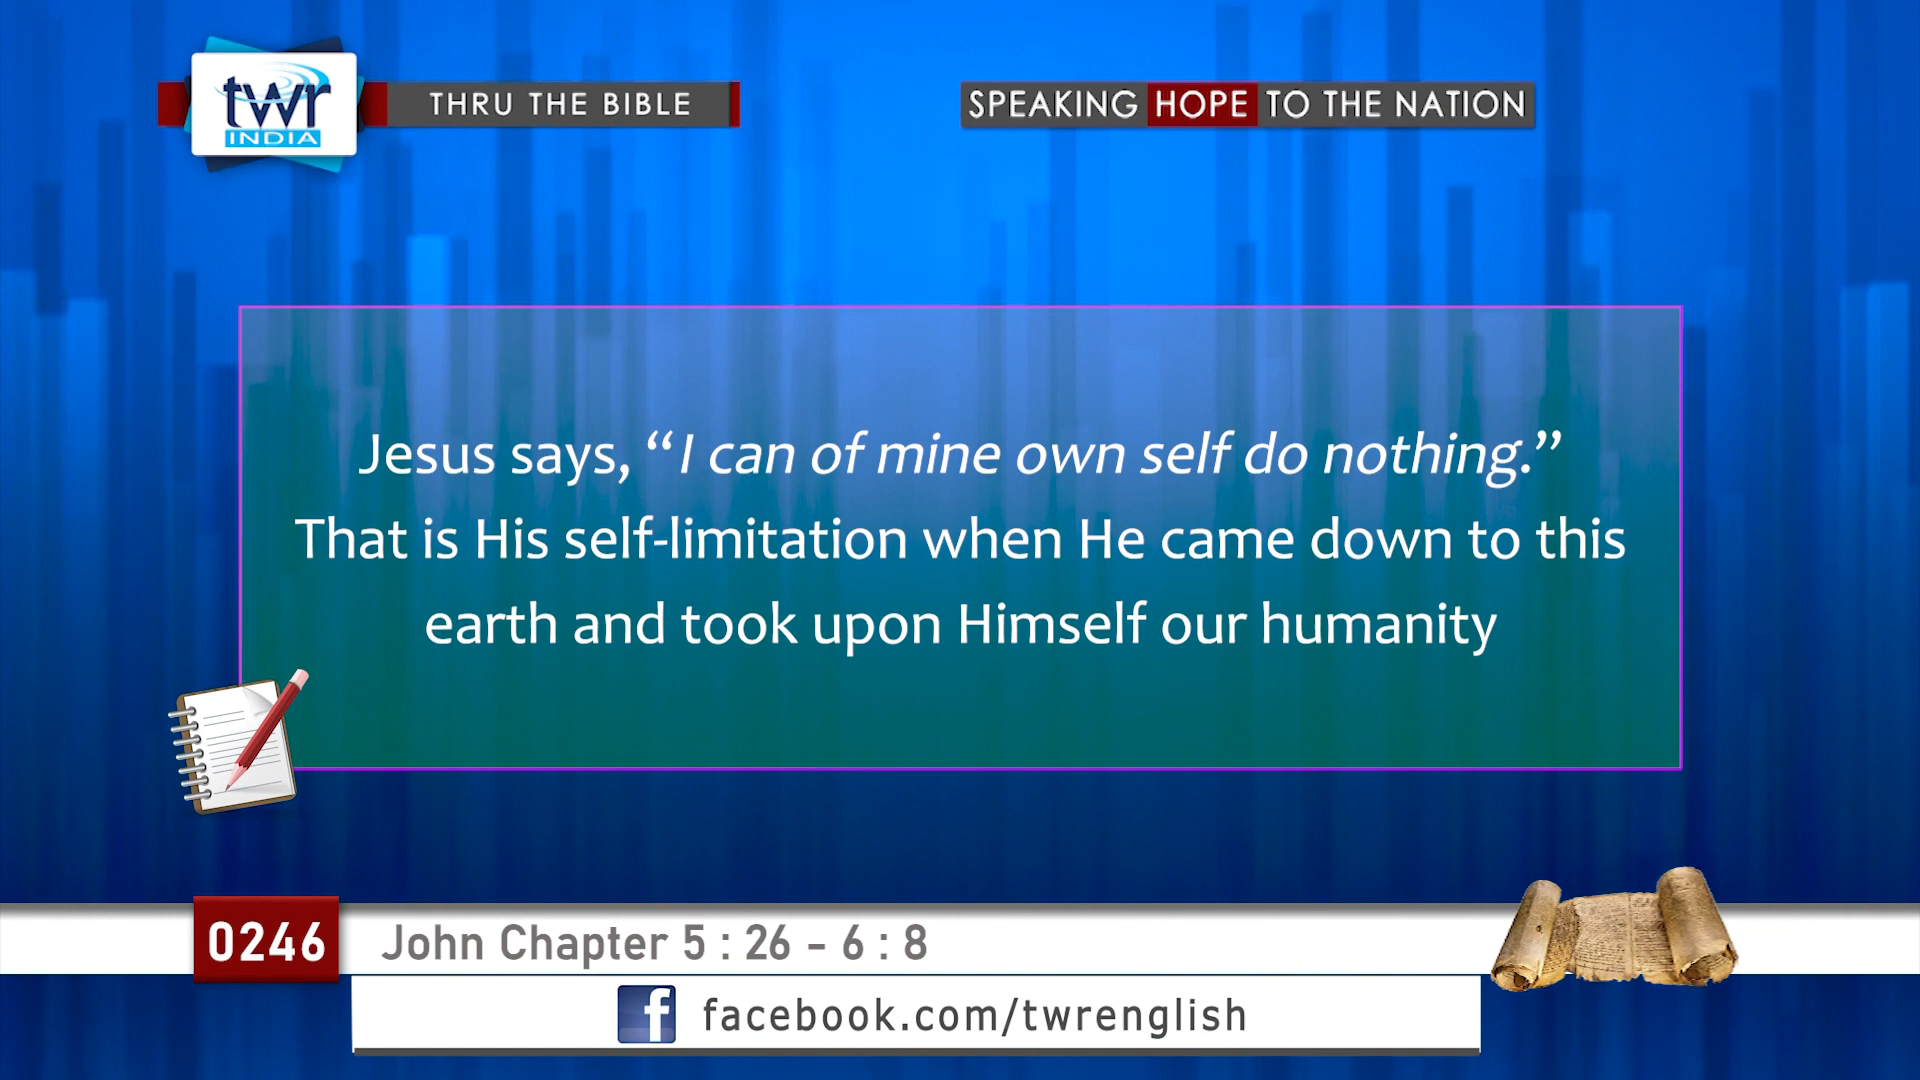 twr
INDIA
THRU THE BIBLE
SPEAKING HOPE TO THE NATION
Jesus says, “I can of mine own self do nothing.”
That is His self-limitation when He came down to this
earth and took upon Himself our humanity
0246
John Chapter 5 : 26 – 6 : 8
facebook.com/twrenglish